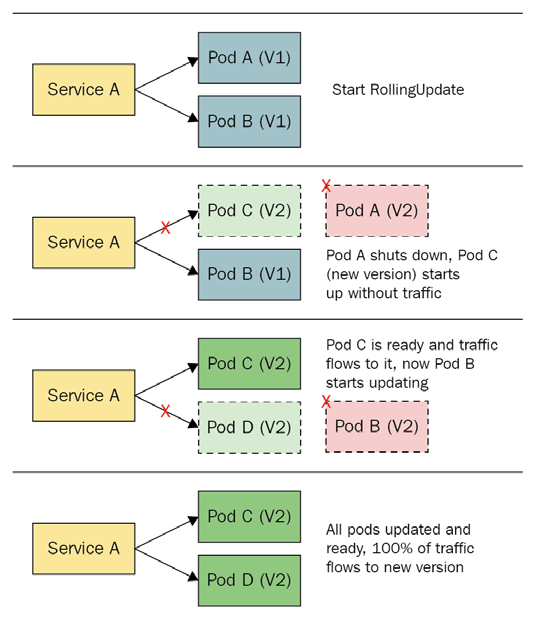 Service A
Pod A (V1)
Pod B (V1)
Start RollingUpdate
Service A
X
Pod C (V2)
Pod B (V1)
X
Pod A (V2)
Pod A shuts down, Pod C
(new version) starts
up without traffic
Service A
X
Pod C (V2)
Pod D (V2)
Pod C is ready and traffic
flows to it, now Pod B
starts updating
X
Pod B (V2)
Service A
Pod C (V2)
Pod D (V2)
All pods updated and
ready, 100% of traffic
flows to new version